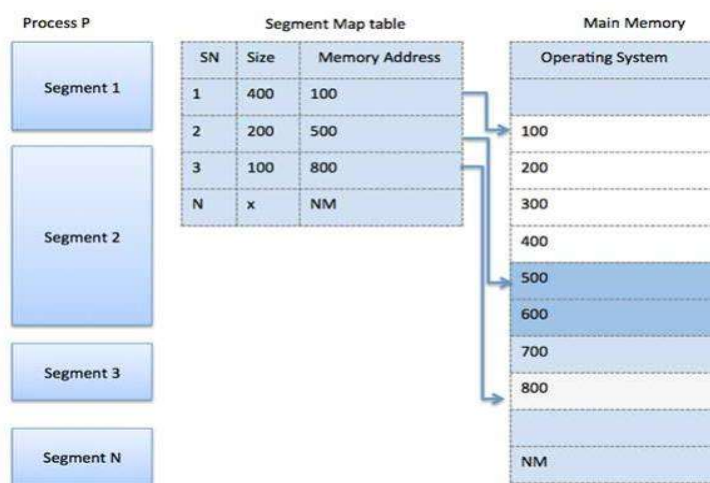 Process P
Segment 1
Segment 2
Segment 3
Segment N
Segment Map table
SN Size Memory Address
1 400 100
2 200 500
3 100 800
N x NM
Main Memory
Operating System
100
200
300
400
500
600
700
800
NM